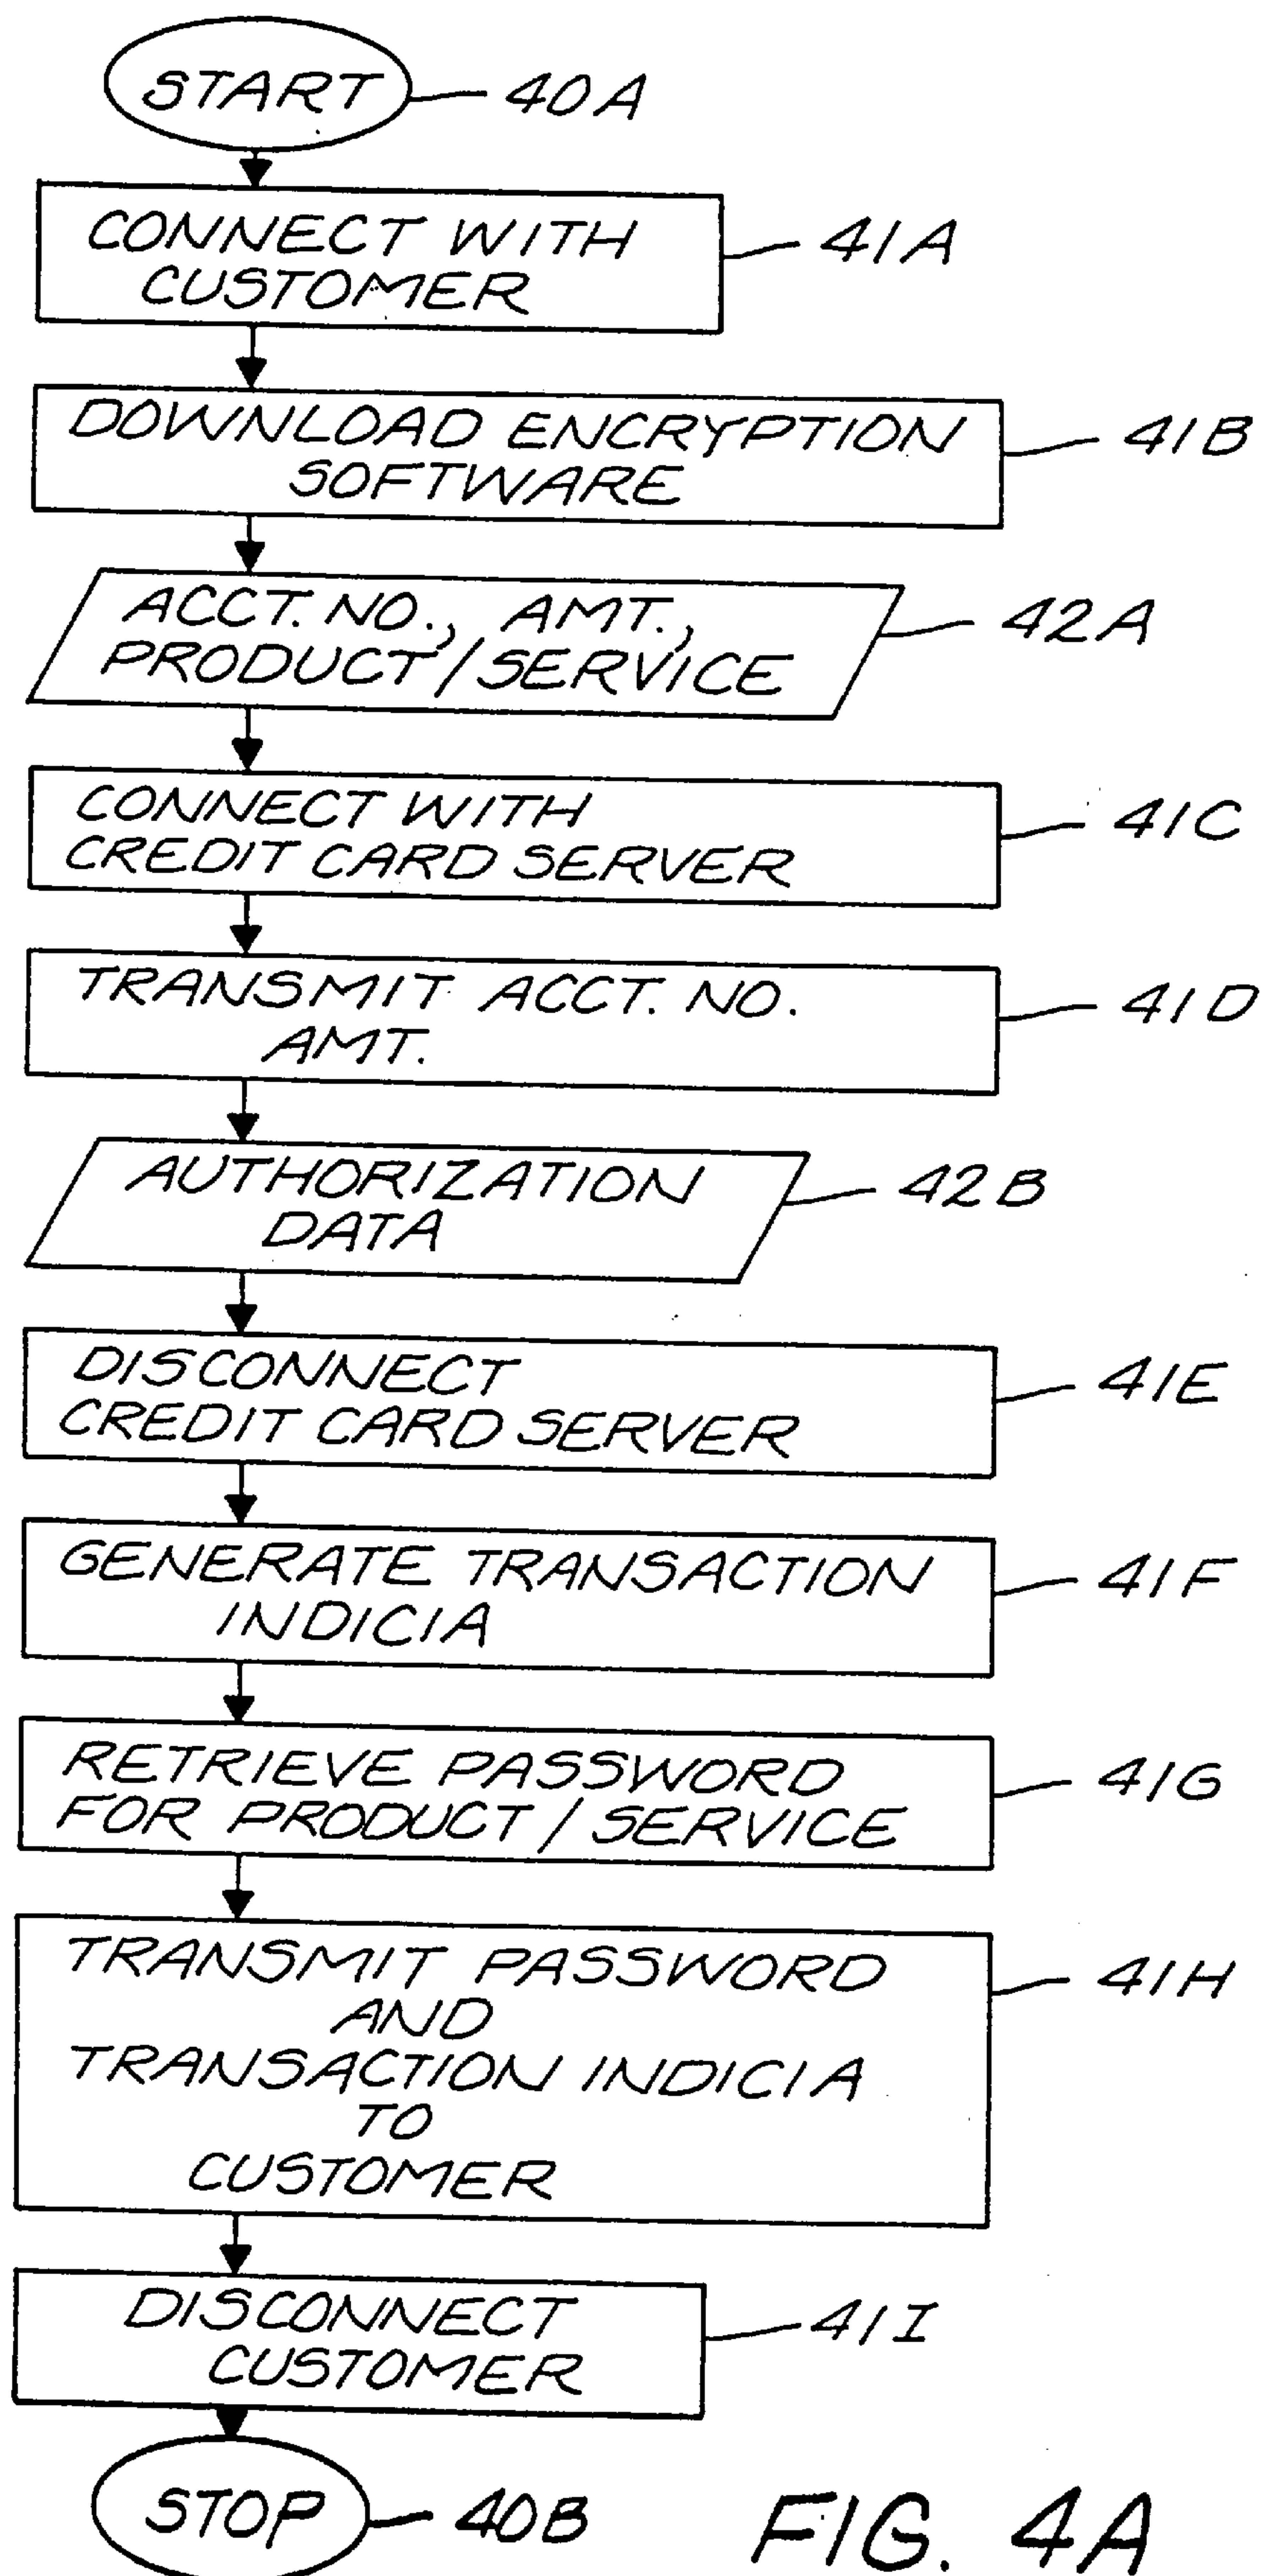 START
40A
CONNECT WITH
CUSTOMER
41A
DOWNLOAD ENCRYPTION
SOFTWARE
41B
ACCT. NO., AMT.,
PRODUCT/SERVICE
42A
CONNECT WITH
CREDIT CARD SERVER
41C
TRANSMIT ACCT. NO.
AMT.
41D
AUTHORIZATION
DATA
42B
DISCONNECT
CREDIT CARD SERVER
41E
GENERATE TRANSACTION
INDICIA
41F
RETRIEVE PASSWORD
FOR PRODUCT/SERVICE
41G
TRANSMIT PASSWORD
AND
TRANSACTION INDICIA
TO
CUSTOMER
41H
DISCONNECT
CUSTOMER
41I
STOP
40B
FIG. 4A